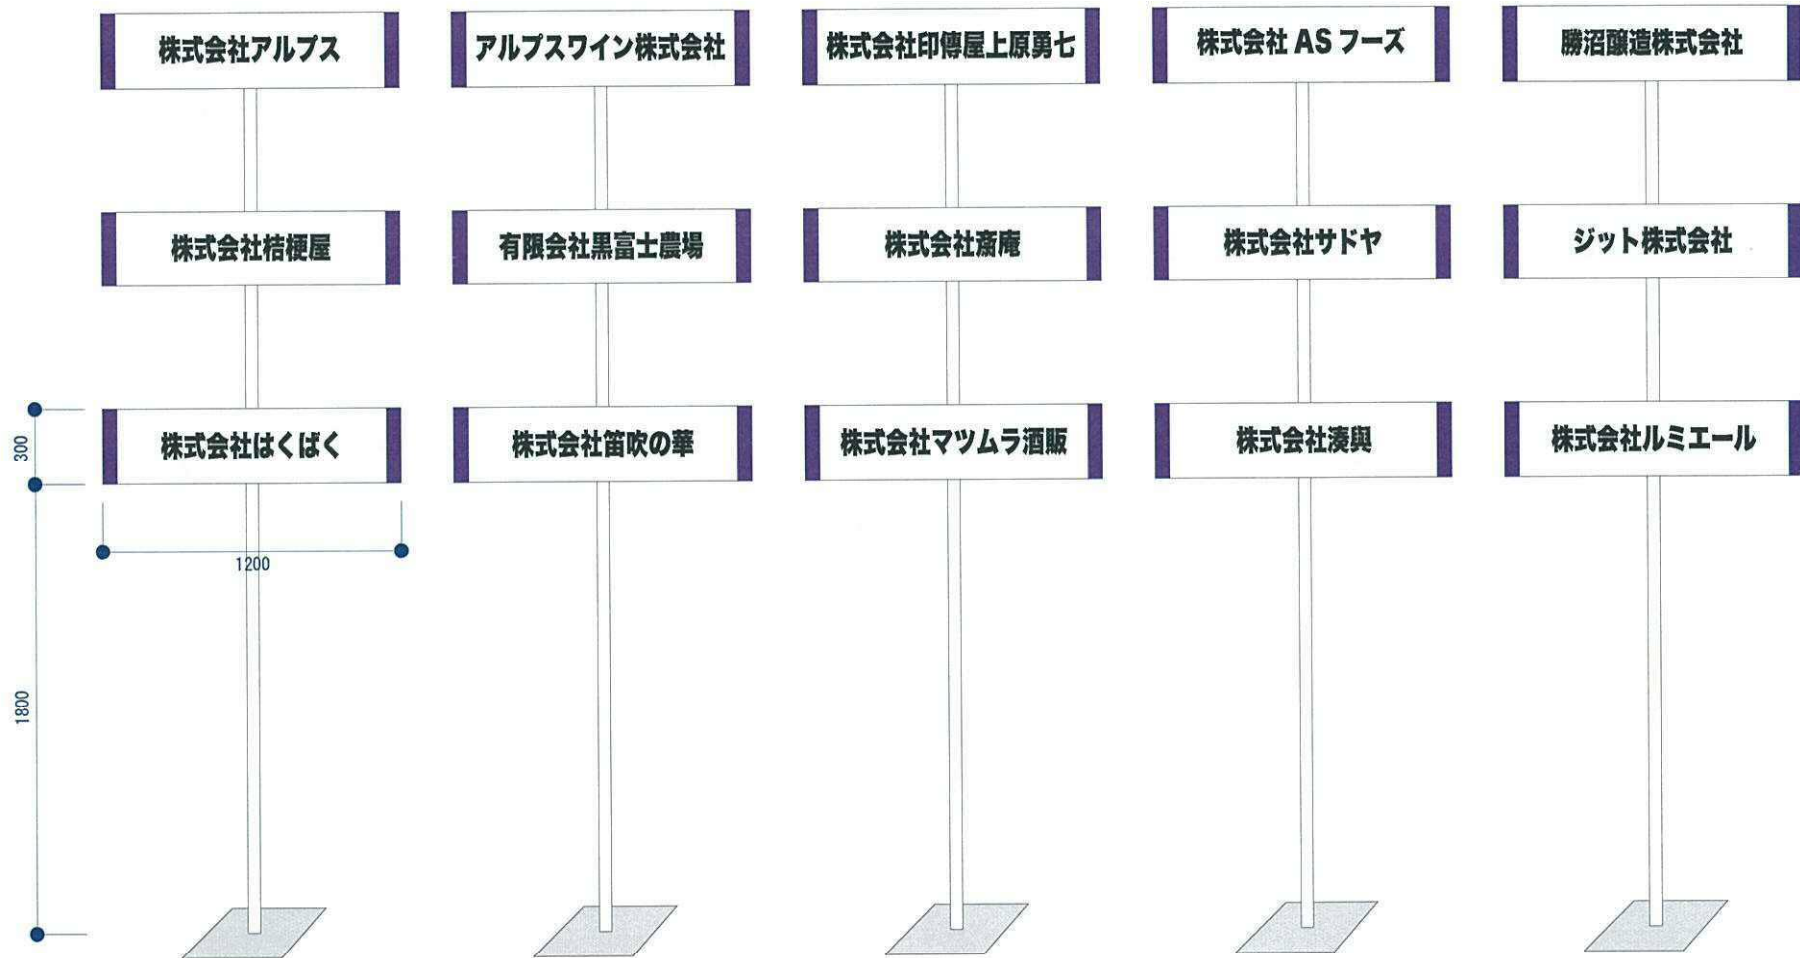 株式会社アルプス
アルプスワイン株式会社
株式会社印傳屋上原勇七
株式会社 AS フーズ
勝沼醸造株式会社
株式会社桔梗屋
有限会社黒富士農場
株式会社斎庵
株式会社サドヤ
ジット株式会社
株式会社はくばく
株式会社笛吹の華
株式会社マツムラ酒販
株式会社湊與
株式会社ルミエール
300
1200
1800